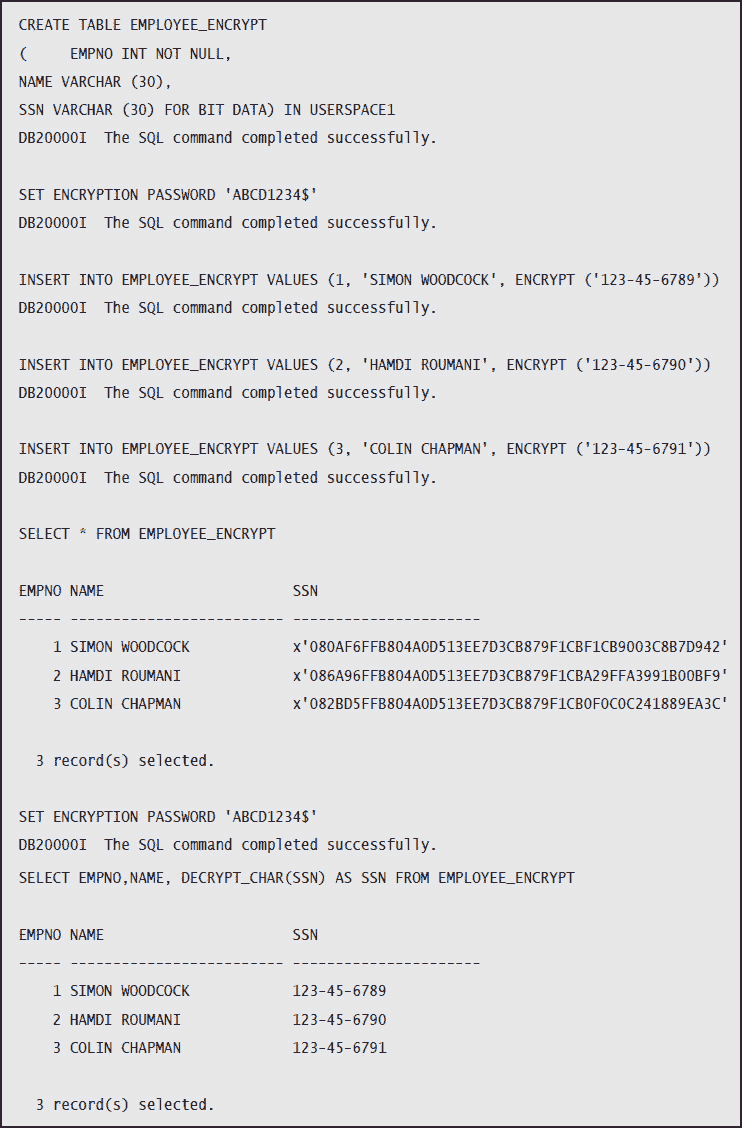 CREATE TABLE EMPLOYEE_ENCRYPT
( EMPNO INT NOT NULL,
NAME VARCHAR (30),
SSN VARCHAR (30) FOR BIT DATA) IN USERSPACE1
DB20000I The SQL command completed successfully.
SET ENCRYPTION PASSWORD 'ABCD1234$'
DB20000I The SQL command completed successfully.
INSERT INTO EMPLOYEE_ENCRYPT VALUES (1, 'SIMON WOODCOCK', ENCRYPT ('123-45-6789'))
DB20000I The SQL command completed successfully.
INSERT INTO EMPLOYEE_ENCRYPT VALUES (2, 'HAMDI ROUMANI', ENCRYPT ('123-45-6790'))
DB20000I The SQL command completed successfully.
INSERT INTO EMPLOYEE_ENCRYPT VALUES (3, 'COLIN CHAPMAN', ENCRYPT ('123-45-6791'))
DB20000I The SQL command completed successfully.
SELECT * FROM EMPLOYEE_ENCRYPT
EMPNO NAME SSN
----- ------------------------- ----------------------
1 SIMON WOODCOCK x'080AF6FFB804A0D513EE7D3CB879F1CBF1CB9003C8B7D942'
2 HAMDI ROUMANI x'086A96FFB804A0D513EE7D3CB879F1CBA29FFA3991B00BF9'
3 COLIN CHAPMAN x'082BD5FFB804A0D513EE7D3CB879F1CB0F0C0C241889EA3C'
3 record(s) selected.
SET ENCRYPTION PASSWORD 'ABCD1234$'
DB20000I The SQL command completed successfully.
SELECT EMPNO,NAME, DECRYPT_CHAR(SSN) AS SSN FROM EMPLOYEE_ENCRYPT
EMPNO NAME SSN
----- ------------------------- ----------------------
1 SIMON WOODCOCK 123-45-6789
2 HAMDI ROUMANI 123-45-6790
3 COLIN CHAPMAN 123-45-6791
3 record(s) selected.